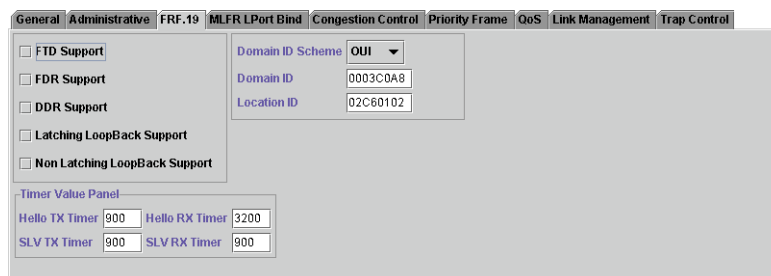 General Administrative FRF.19 MLFR LPort Bind Congestion Control Priority Frame QoS Link Management Trap Control
FTD Support
FDR Support
DDR Support
Latching LoopBack Support
Non Latching LoopBack Support
Domain ID Scheme OUI
Domain ID 0003C0A8
Location ID 02C60102
Timer Value Panel
Hello TX Timer 900 Hello RX Timer 3200
SLV TX Timer 900 SLV RX Timer 900